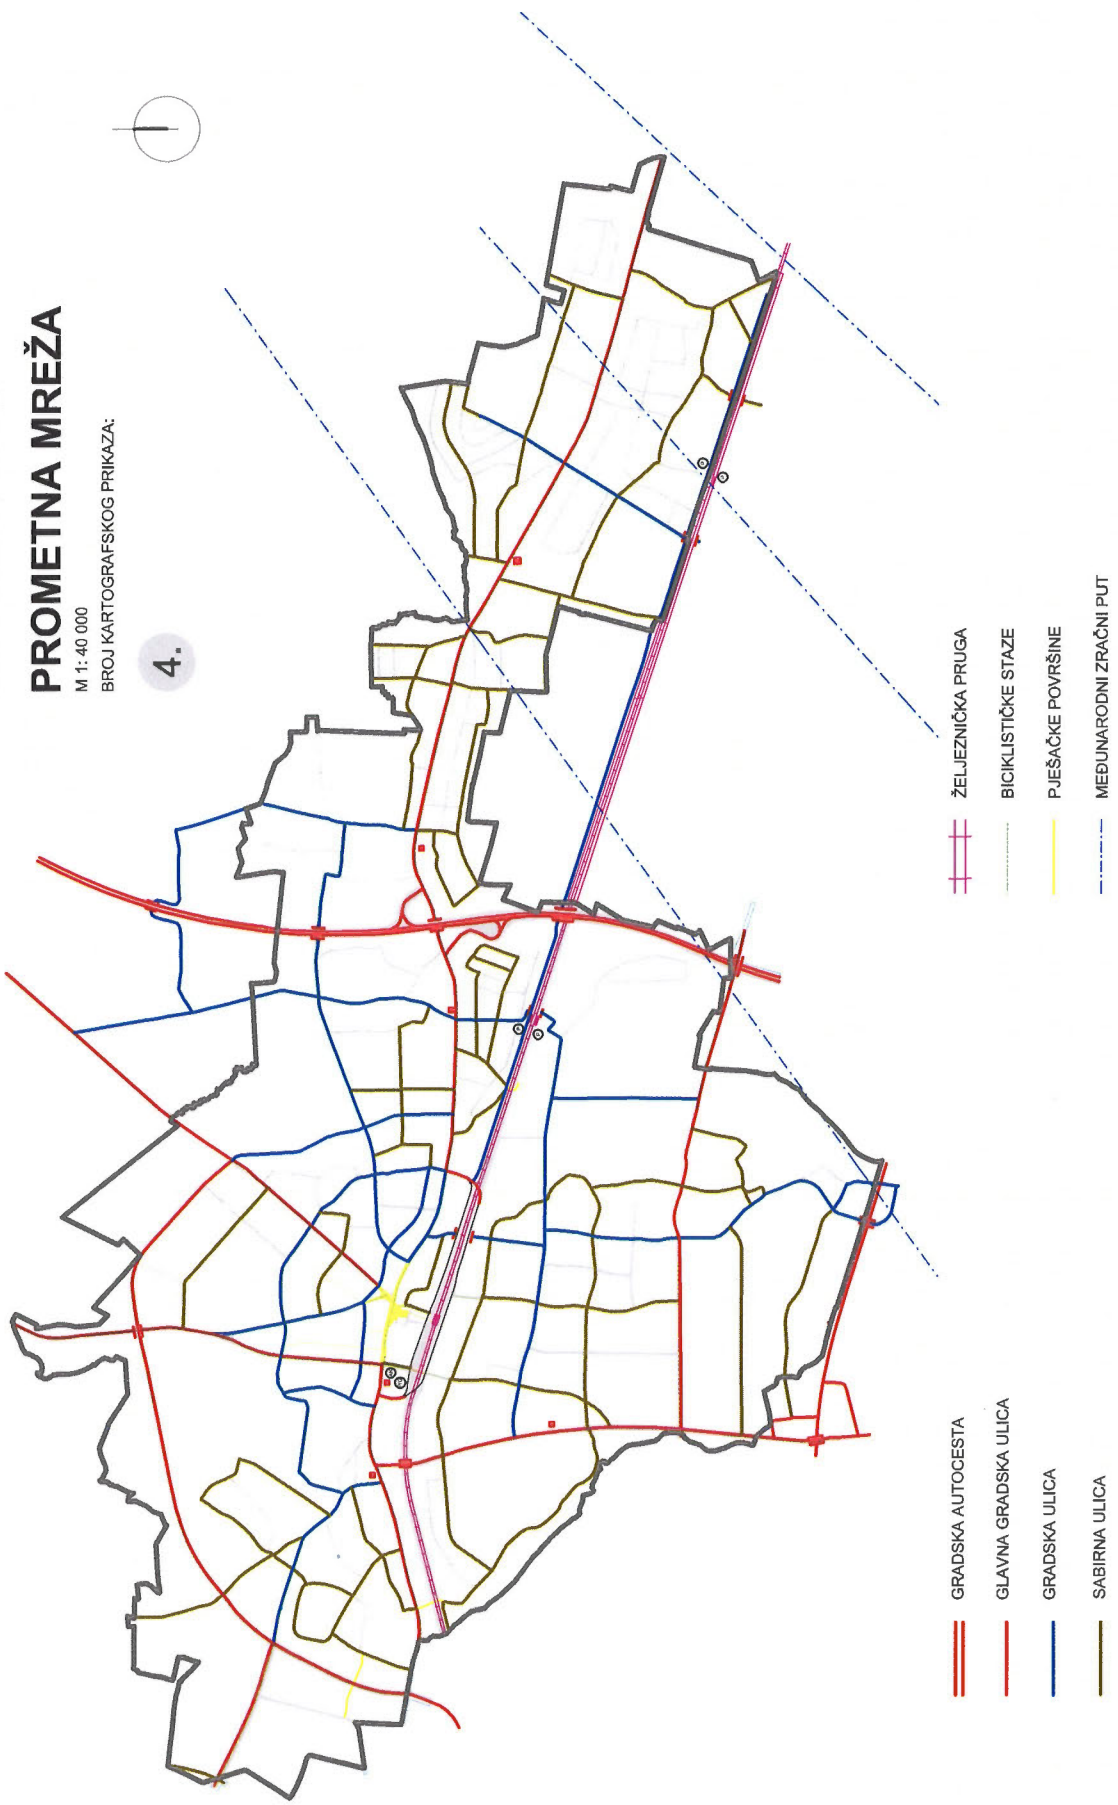 PROMETNA MREŽA
M 1: 40 000
BROJ KARTOGRAFSKOG PRIKAZA:
4.
GRADSKA AUTOCESTA
GLAVNA GRADSKA ULICA
GRADSKA ULICA
SABIRNA ULICA
ŽELJEZNIČKA PRUGA
BICIKLISTIČKE STAZE
PJEŠAČKE POVRŠINE
MEĐUNARODNI ZRAČNI PUT